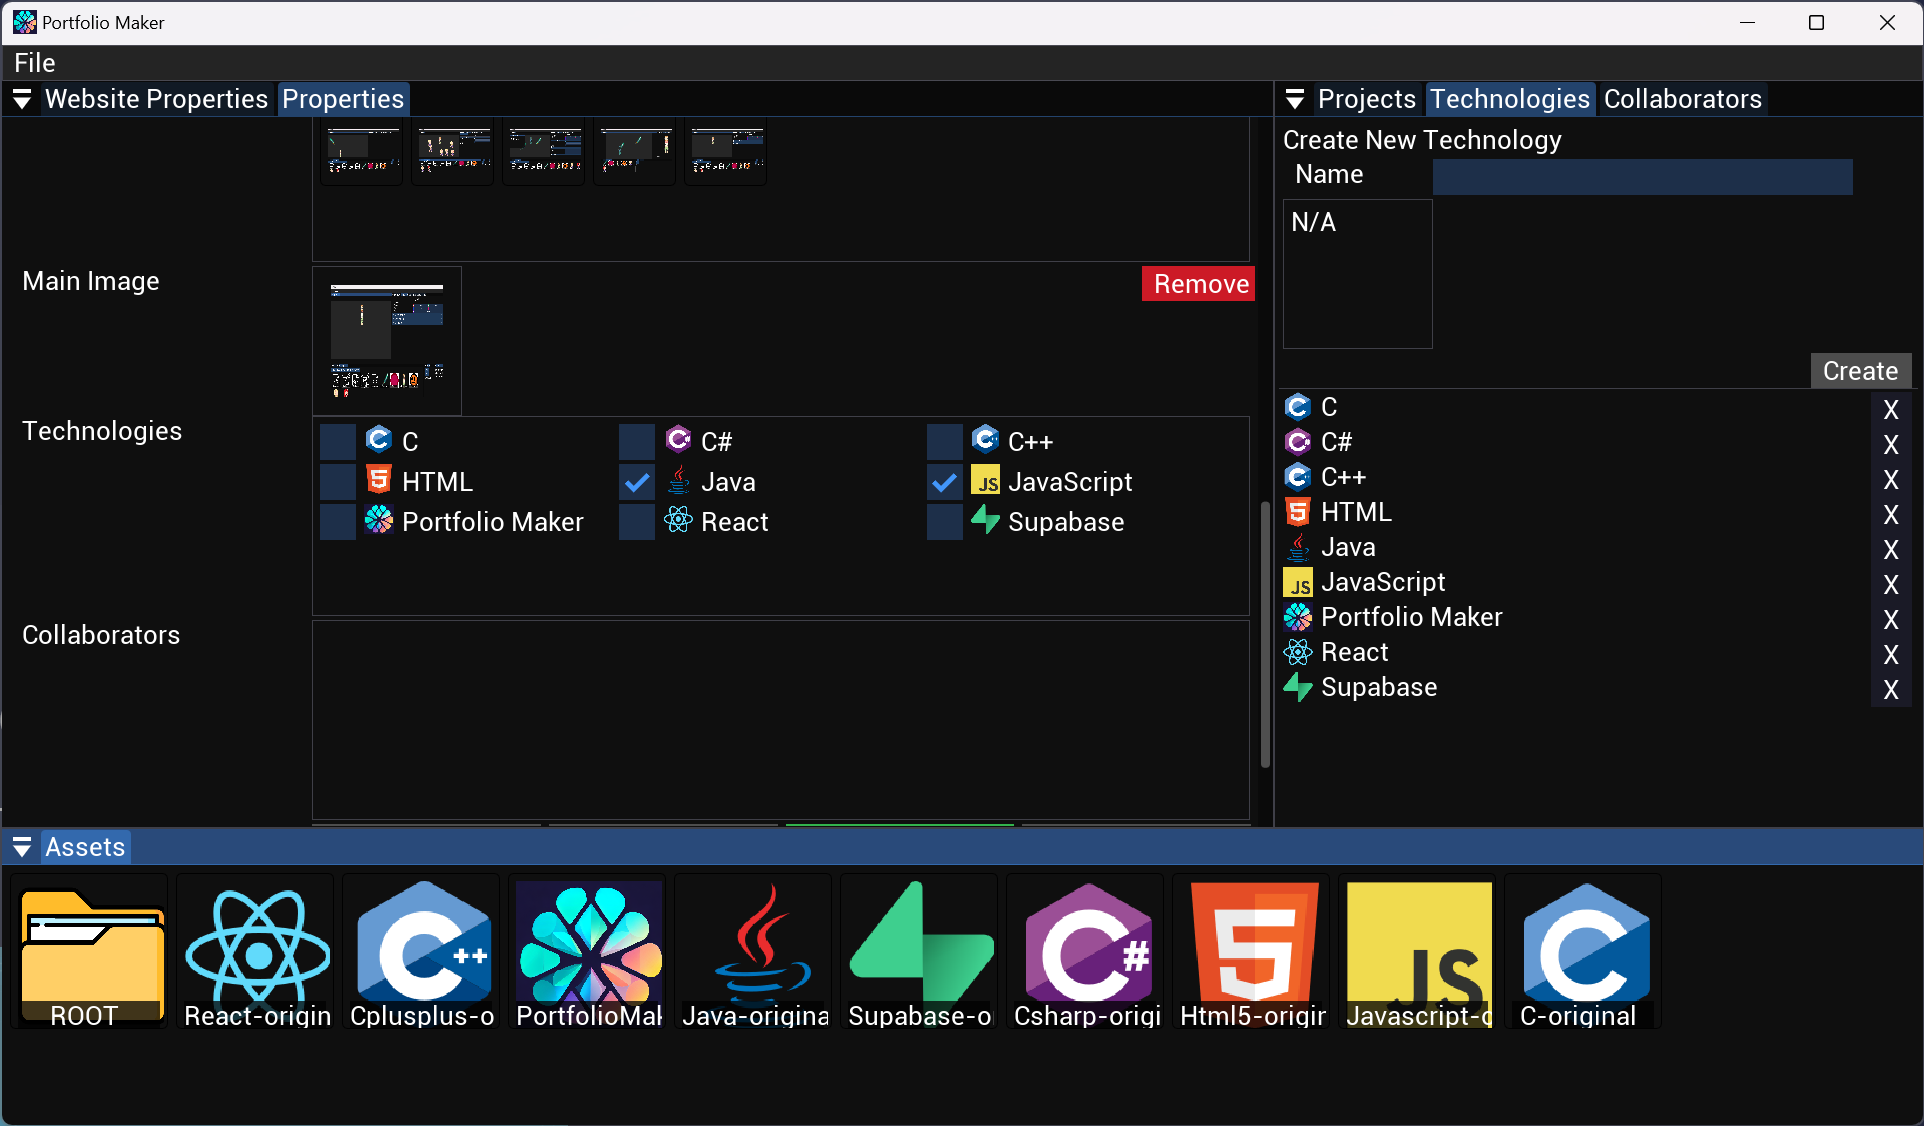 Portfolio Maker
File
Website Properties Properties
Projects Technologies Collaborators
Create New Technology
Name
N/A
Create
C X
C# X
C++ X
HTML X
Java X
JavaScript X
Portfolio Maker X
React X
Supabase X
Main Image
Remove
Technologies
C C# C++
HTML Java JavaScript
Portfolio Maker React Supabase
Collaborators
Assets
ROOT React-origin Cplusplus-o PortfolioMak Java-origina Supabase-o Csharp-origi Html5-origin Javascript-o C-original